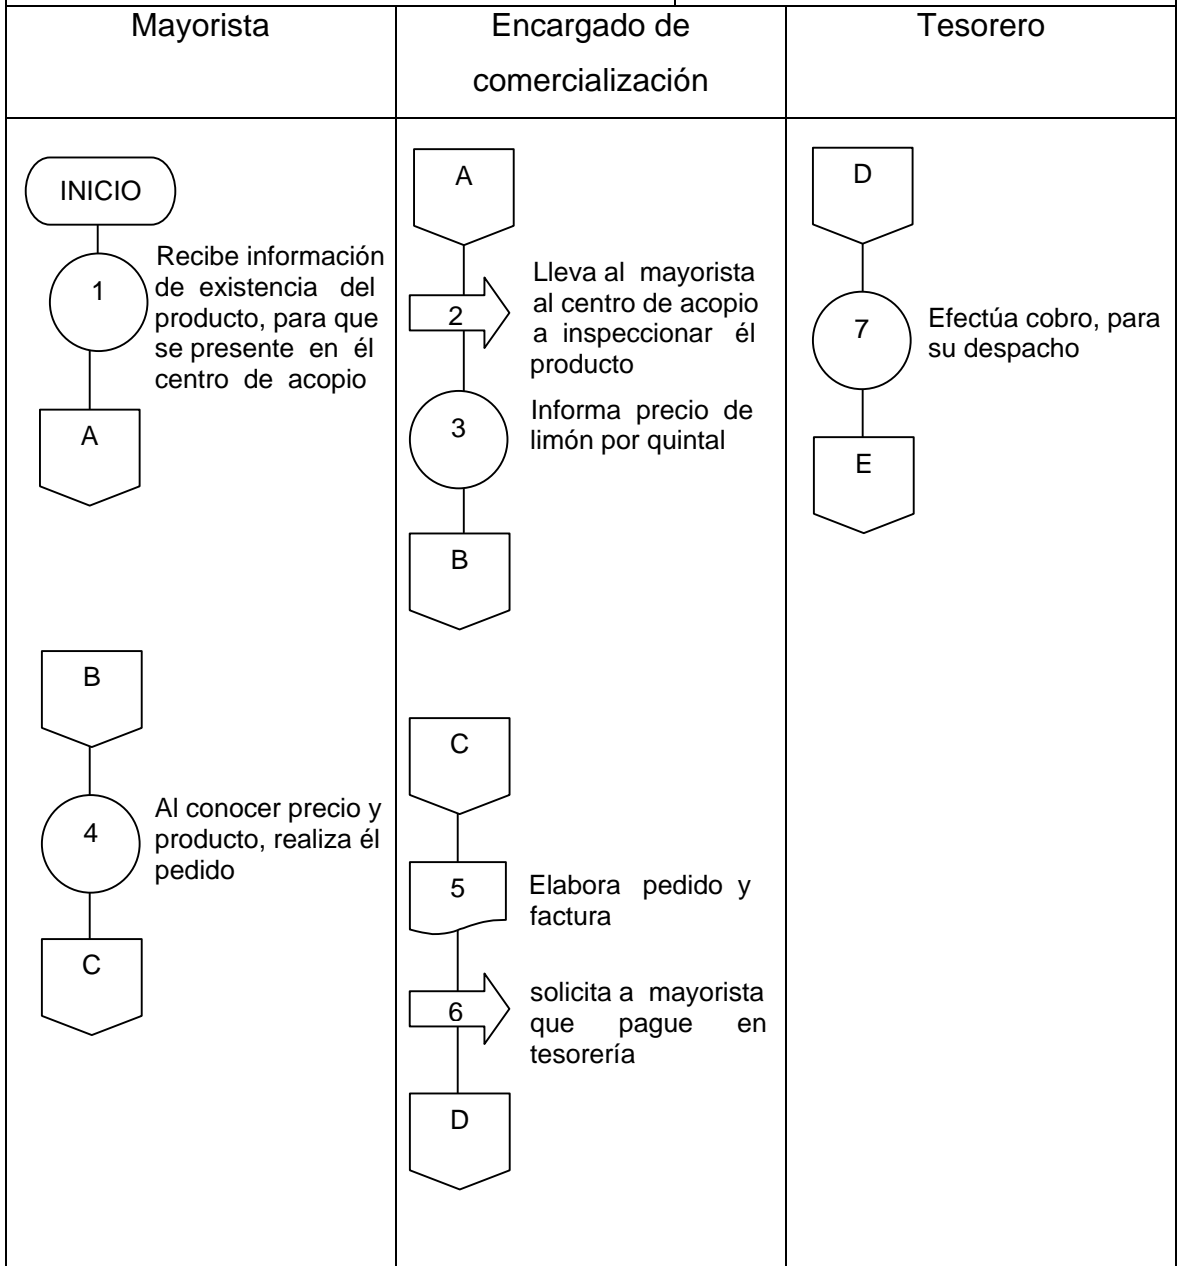 Mayorista
Encargado de
comercialización
Tesorero
INICIO
1
Recibe información
de existencia del
producto, para que
se presente en él
centro de acopio
A
B
4
Al conocer precio y
producto, realiza él
pedido
C
A
2
Lleva al mayorista
al centro de acopio
a inspeccionar él
producto
3
Informa precio de
limón por quintal
B
C
5
Elabora pedido y
factura
6
solicita a mayorista
que pague en
tesorería
D
D
7
Efectúa cobro, para
su despacho
E